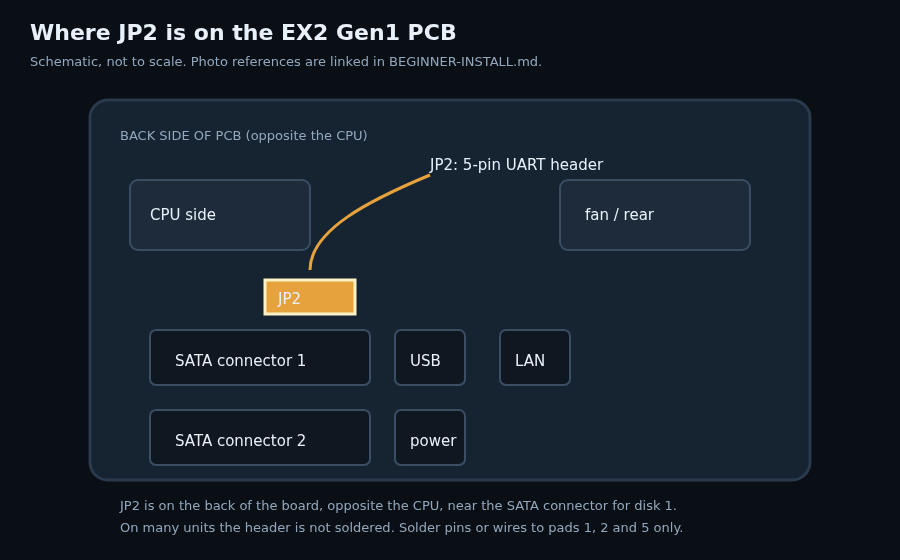 Where JP2 is on the EX2 Gen1 PCB
Schematic, not to scale. Photo references are linked in BEGINNER-INSTALL.md.
BACK SIDE OF PCB (opposite the CPU)
JP2: 5-pin UART header
CPU side
fan / rear
JP2
SATA connector 1
USB
LAN
SATA connector 2
power
JP2 is on the back of the board, opposite the CPU, near the SATA connector for disk 1.
On many units the header is not soldered. Solder pins or wires to pads 1, 2 and 5 only.